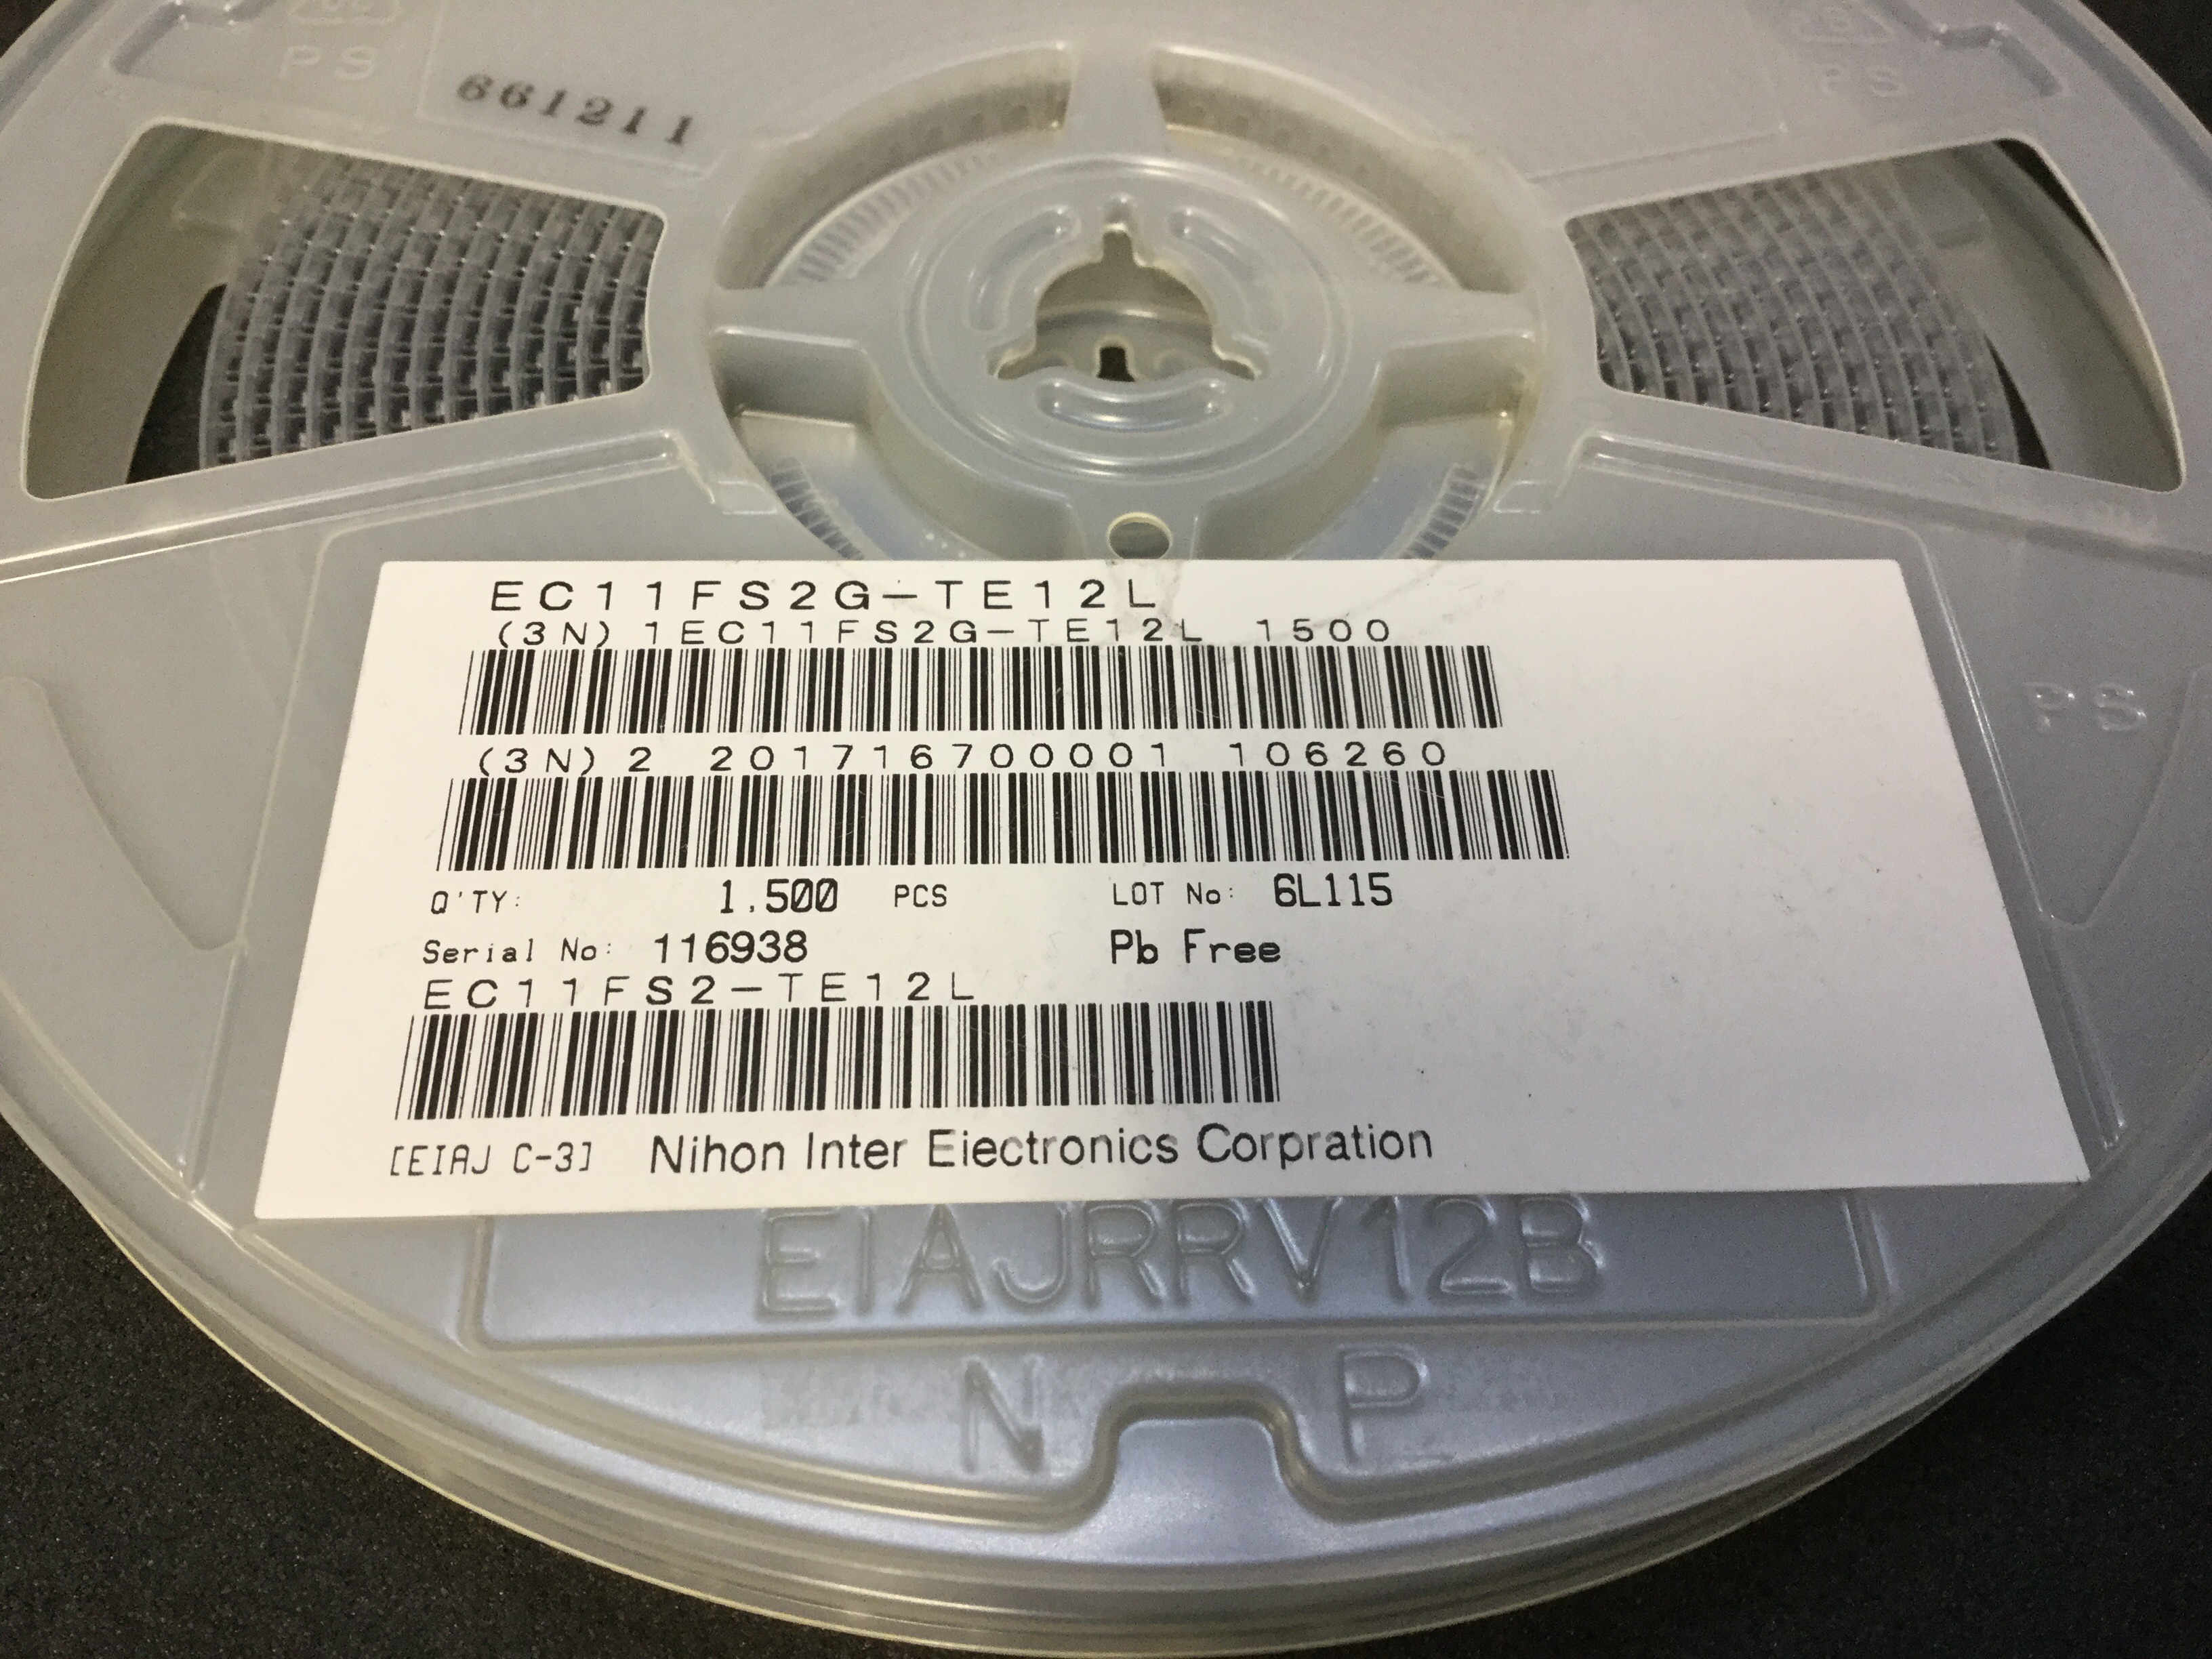 PS
PS
661211
EC11FS2G-TE12L
(3N)1EC11FS2G-TE12L 1500
(3N)2 201716700001 106260
Q'TY: 1.500 PCS LOT No: 6L115
Serial No: 116938 Pb Free
EC11FS2-TE12L
[EIAJ C-3] Nihon Inter Eiectronics Corpration
PS
EIAJRRV12B
N P